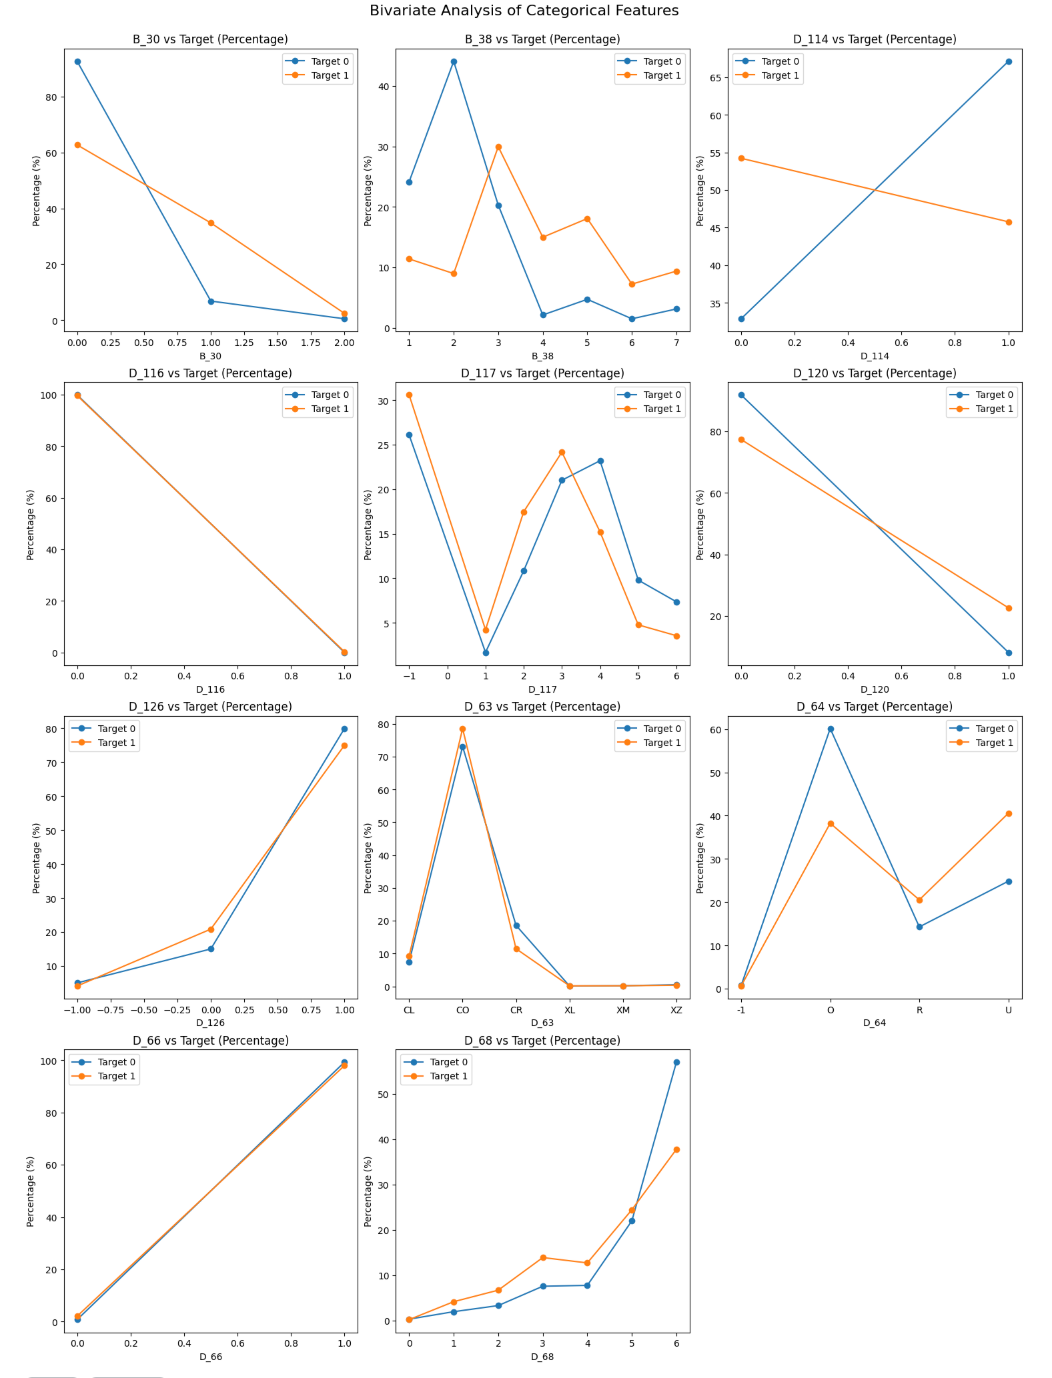 Bivariate Analysis of Categorical Features
B_30 vs Target (Percentage)
Target 0
Target 1
Percentage (%)
80
60
40
20
0
0.00 0.25 0.50 0.75 1.00 1.25 1.50 1.75 2.00
B_30
B_38 vs Target (Percentage)
Target 0
Target 1
Percentage (%)
40
30
20
10
0
1 2 3 4 5 6 7
B_38
D_114 vs Target (Percentage)
Target 0
Target 1
Percentage (%)
65
60
55
50
45
40
35
0.0 0.2 0.4 0.6 0.8 1.0
D_114
D_116 vs Target (Percentage)
Target 0
Target 1
Percentage (%)
100
80
60
40
20
0
0.0 0.2 0.4 0.6 0.8 1.0
D_116
D_117 vs Target (Percentage)
Target 0
Target 1
Percentage (%)
30
25
20
15
10
5
−1 0 1 2 3 4 5 6
D_117
D_120 vs Target (Percentage)
Target 0
Target 1
Percentage (%)
80
60
40
20
0.0 0.2 0.4 0.6 0.8 1.0
D_120
D_126 vs Target (Percentage)
Target 0
Target 1
Percentage (%)
80
70
60
50
40
30
20
10
−1.00 −0.75 −0.50 −0.25 0.00 0.25 0.50 0.75 1.00
D_126
D_63 vs Target (Percentage)
Target 0
Target 1
Percentage (%)
80
70
60
50
40
30
20
10
0
CL CO CR XL XM XZ
D_63
D_64 vs Target (Percentage)
Target 0
Target 1
Percentage (%)
60
50
40
30
20
10
0
-1 O R U
D_64
D_66 vs Target (Percentage)
Target 0
Target 1
Percentage (%)
100
80
60
40
20
0
0.0 0.2 0.4 0.6 0.8 1.0
D_66
D_68 vs Target (Percentage)
Target 0
Target 1
Percentage (%)
50
40
30
20
10
0
0 1 2 3 4 5 6
D_68